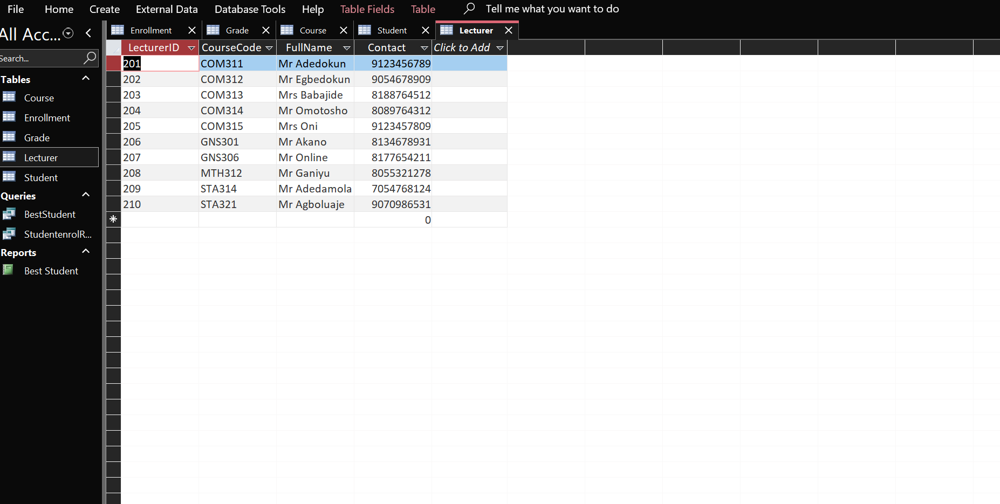 File Home Create External Data Database Tools Help Table Fields Table Tell me what you want to do
All Acc...
Search...
Tables
Course
Enrollment
Grade
Lecturer
Student
Queries
BestStudent
StudentenrolR...
Reports
Best Student
Enrollment Grade Course Student Lecturer
LecturerID CourseCode FullName Contact Click to Add
201 COM311 Mr Adedokun 9123456789
202 COM312 Mr Egbedokun 9054678909
203 COM313 Mrs Babajide 8188764512
204 COM314 Mr Omotosho 8089764312
205 COM315 Mrs Oni 9123457809
206 GNS301 Mr Akano 8134678931
207 GNS306 Mr Online 8177654211
208 MTH312 Mr Ganiyu 8055321278
209 STA314 Mr Adedamola 7054768124
210 STA321 Mr Agboluaje 9070986531
0